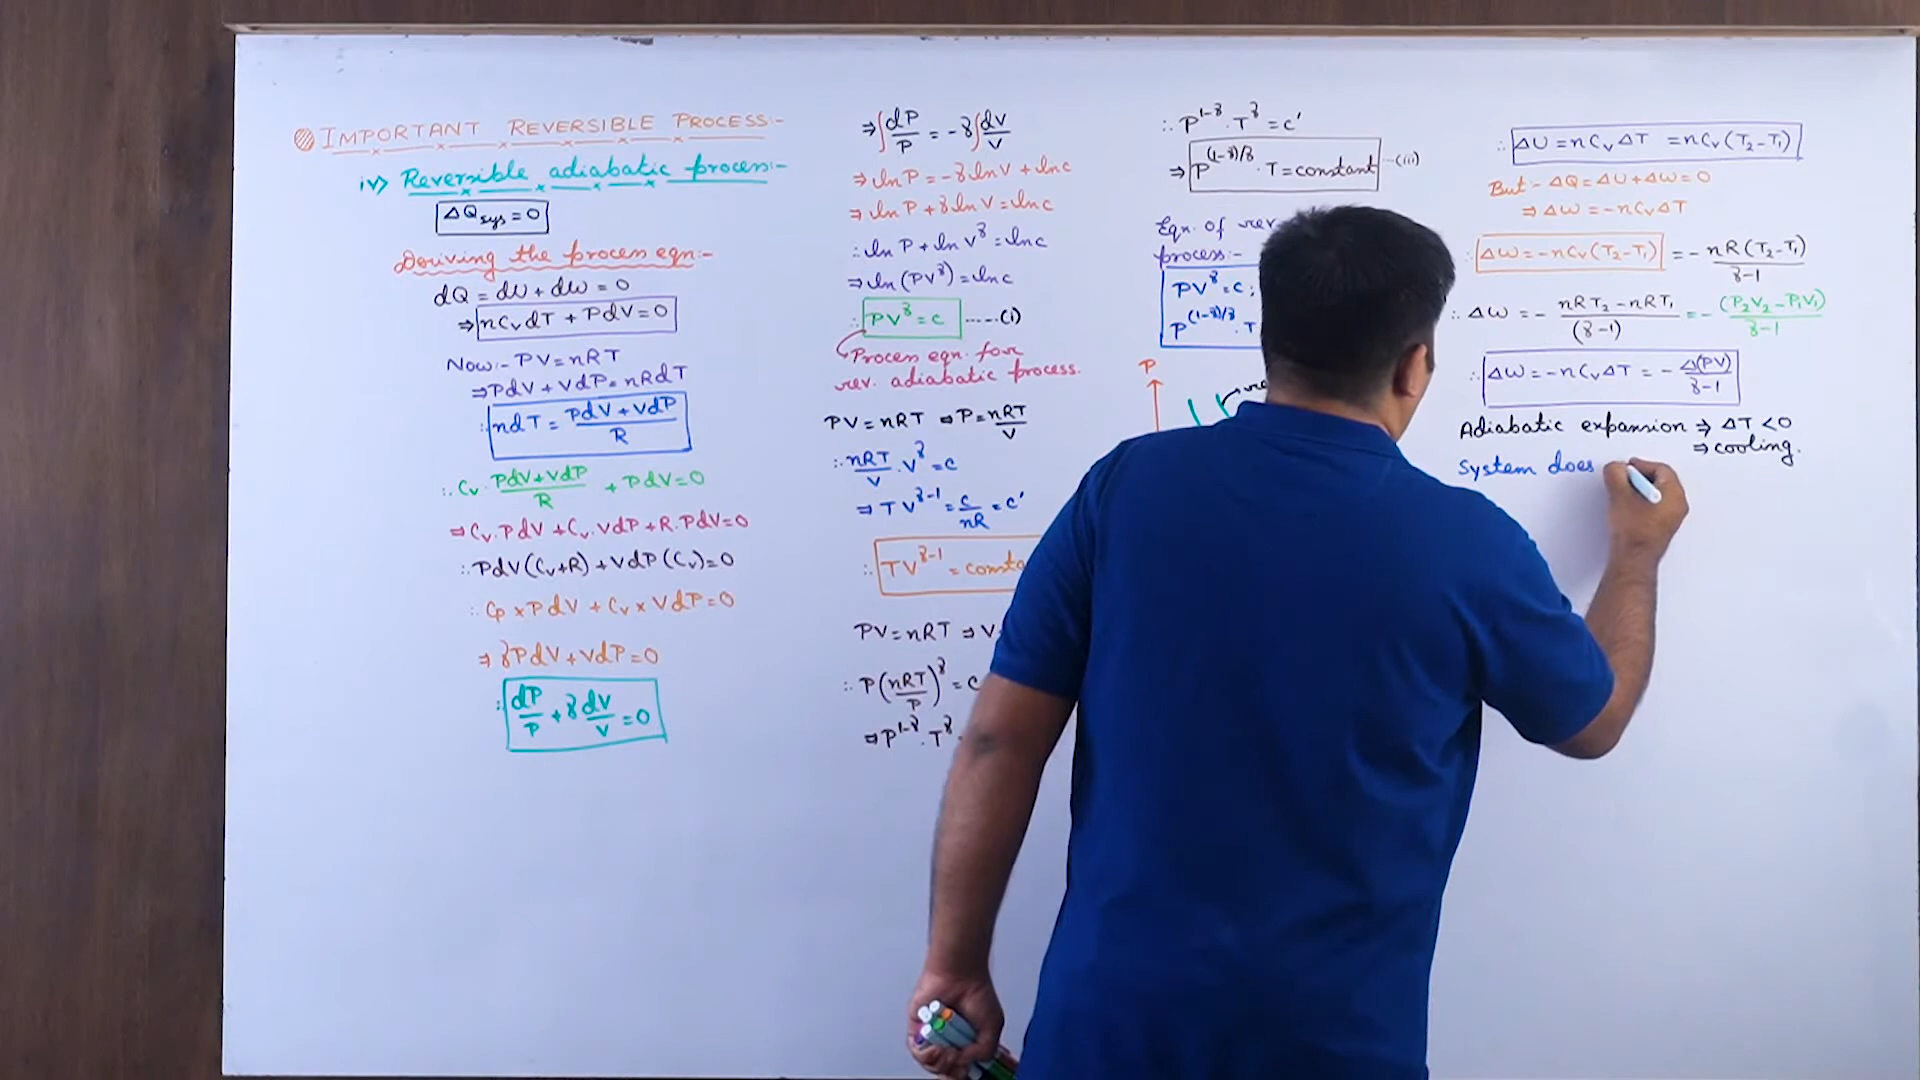 IMPORTANT REVERSIBLE PROCESS:-
iv) Reversible adiabatic process:-
ΔQsys = 0
Deriving the process eqn:-
dQ = dU + dW = 0
⇒ nCvdT + PdV = 0
Now:- PV = nRT
⇒ PdV + VdP = nRdT
∴ ndT = (PdV + VdP)/R
∴ Cv · (PdV + VdP)/R + PdV = 0
⇒ Cv·PdV + Cv·VdP + R·PdV = 0
∴ PdV(Cv+R) + VdP(Cv) = 0
∴ Cp × PdV + Cv × VdP = 0
⇒ γPdV + VdP = 0
∴ dP/P + γ dV/V = 0
⇒ ∫dP/P = -γ∫dV/V
⇒ ln P = -γ ln V + ln c
⇒ ln P + γ ln V = ln c
∴ ln P + ln V^γ = ln c
⇒ ln (PV^γ) = ln c
∴ PV^γ = c .....(i)
Process eqn. for
rev. adiabatic process.
PV = nRT ⇒ P = nRT/V
∴ nRT/V · V^γ = c
⇒ TV^γ-1 = c/nR = c'
∴ TV^γ-1 = consta
PV = nRT ⇒ V
∴ P(nRT/P)^γ = c
⇒ P^1-γ · T^γ
∴ P^1-γ · T^γ = c'
⇒ P^(1-γ)/γ · T = constant ...(iii)
Eqn. of rev
process:-
PV^γ = c;
P^(1-γ)/γ · T
P
∴ ΔU = nCvΔT = nCv(T₂-T₁)
But:- ΔQ = ΔU + ΔW = 0
⇒ ΔW = -nCvΔT
∴ ΔW = -nCv(T₂-T₁) = - nR(T₂-T₁)/γ-1
∴ ΔW = - (nRT₂ - nRT₁)/(γ-1) = - (P₂V₂ - P₁V₁)/γ-1
∴ ΔW = -nCvΔT = - Δ(PV)/γ-1
Adiabatic expansion ⇒ ΔT < 0
⇒ cooling.
System does